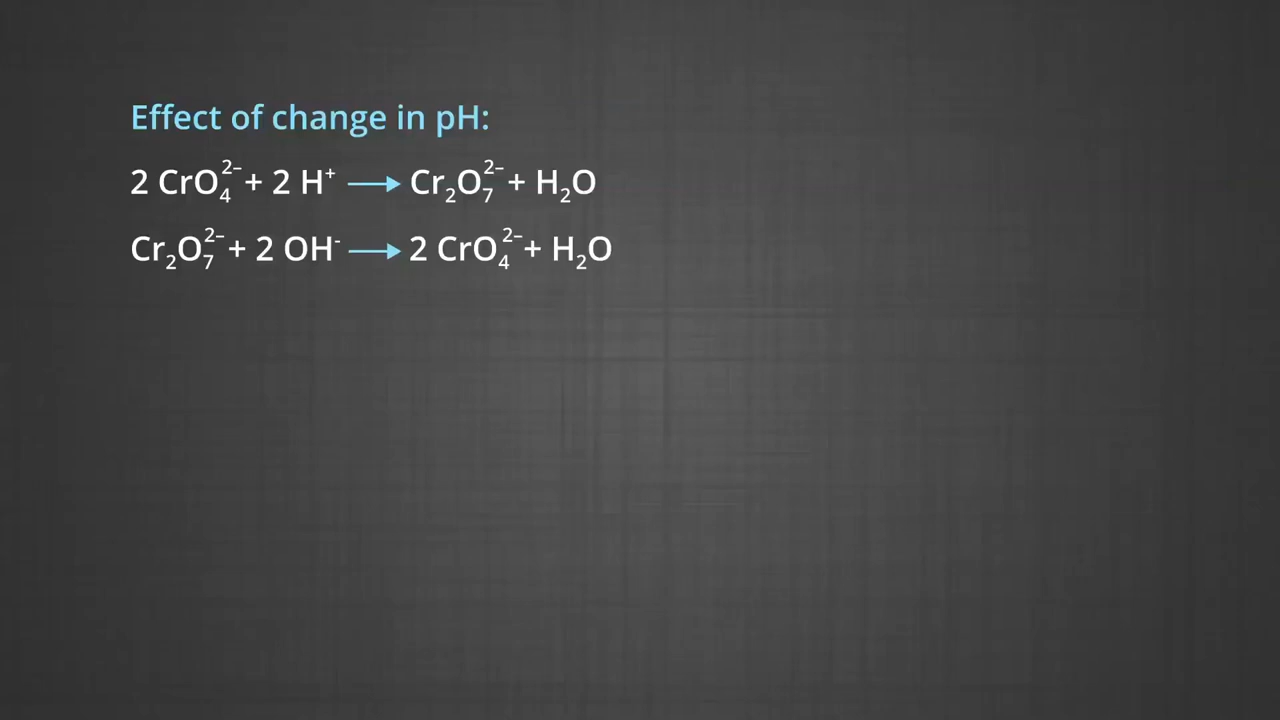 Effect of change in pH:
2 CrO₄²⁻ + 2 H⁺ ⟶ Cr₂O₇²⁻ + H₂O
Cr₂O₇²⁻ + 2 OH⁻ ⟶ 2 CrO₄²⁻ + H₂O